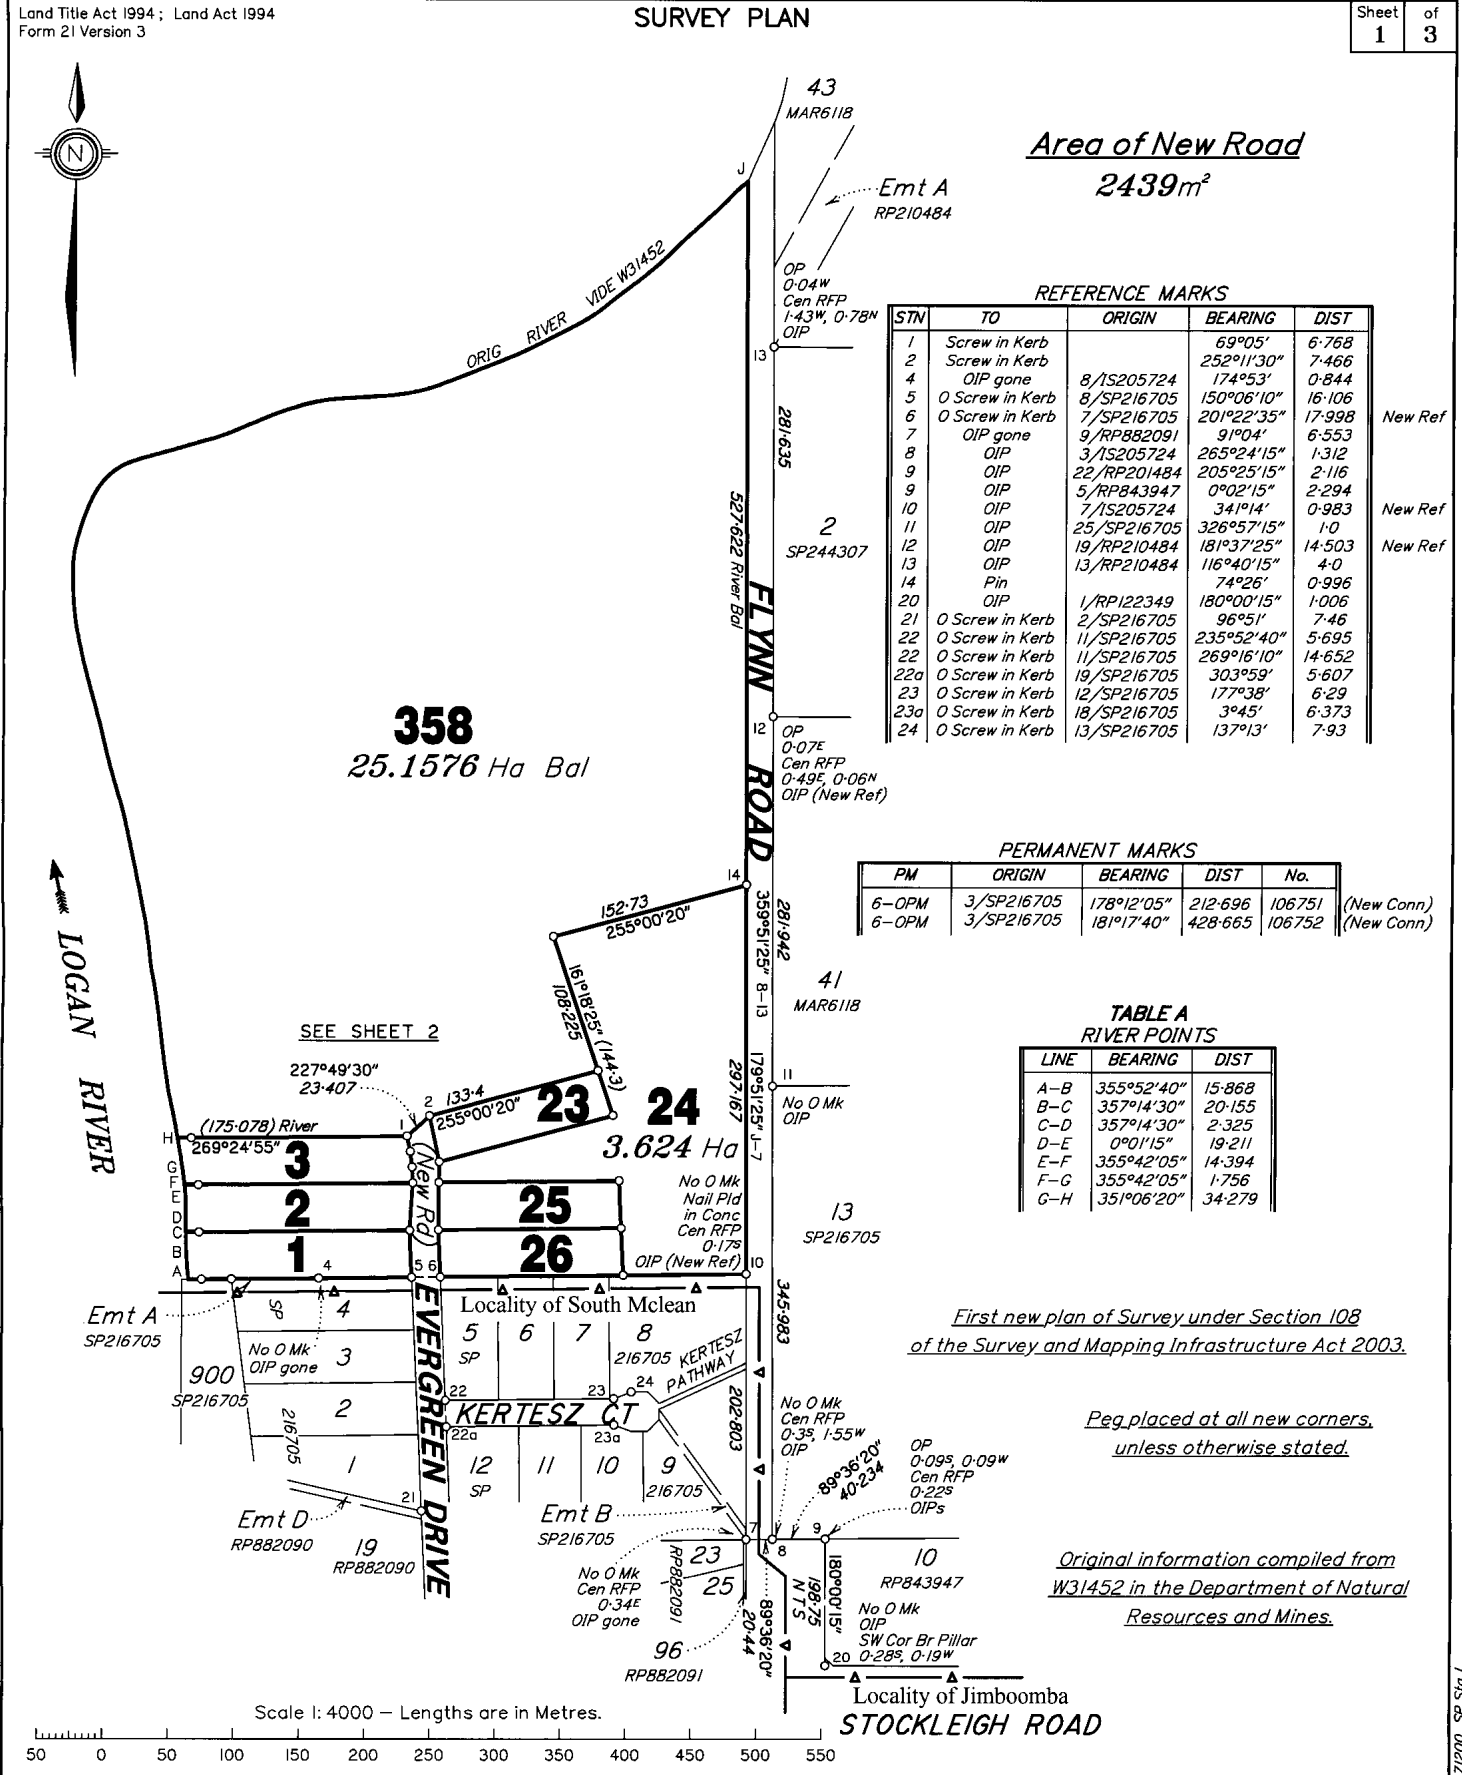 Land Title Act 1994 ; Land Act 1994
Form 21 Version 3
SURVEY PLAN
Sheet of
1 3
43
MAR6118
Area of New Road
2439m²
N
J
Emt A
RP210484
ORIG RIVER VIDE W31452
OP
0·04W
Cen RFP
1·43W, 0·78N
OIP
13
REFERENCE MARKS
STN TO ORIGIN BEARING DIST
1 Screw in Kerb 69°05' 6·768
2 Screw in Kerb 252°11'30" 7·466
4 OIP gone 8/IS205724 174°53' 0·844
5 O Screw in Kerb 8/SP216705 150°06'10" 16·106
6 O Screw in Kerb 7/SP216705 201°22'35" 17·998 New Ref
7 OIP gone 9/RP882091 91°04' 6·553
8 OIP 3/IS205724 265°24'15" 1·312
9 OIP 22/RP201484 205°25'15" 2·116
9 OIP 5/RP843947 0°02'15" 2·294
10 OIP 7/IS205724 341°14' 0·983 New Ref
11 OIP 25/SP216705 326°57'15" 1·0
12 OIP 19/RP210484 181°37'25" 14·503 New Ref
13 OIP 13/RP210484 116°40'15" 4·0
14 Pin 74°26' 0·996
20 OIP 1/RP122349 180°00'15" 1·006
21 O Screw in Kerb 2/SP216705 96°51' 7·46
22 O Screw in Kerb 11/SP216705 235°52'40" 5·695
22 O Screw in Kerb 11/SP216705 269°16'10" 14·652
22a O Screw in Kerb 19/SP216705 303°59' 5·607
23 O Screw in Kerb 12/SP216705 177°38' 6·29
23a O Screw in Kerb 18/SP216705 3°45' 6·373
24 O Screw in Kerb 13/SP216705 137°13' 7·93
281·635
527·622 River Bal
2
SP244307
FLYNN ROAD
358
25.1576 Ha Bal
12
OP
0·07E
Cen RFP
0·49E, 0·06N
OIP (New Ref)
PERMANENT MARKS
PM ORIGIN BEARING DIST No.
6-OPM 3/SP216705 178°12'05" 212·696 106751 (New Conn)
6-OPM 3/SP216705 181°17'40" 428·665 106752 (New Conn)
14
152·73
255°00'20"
359°51'25" 8-13
281·942
161°18'25" (144·3)
108·225
41
MAR6118
LOGAN RIVER
SEE SHEET 2
227°49'30"
23·407
TABLE A
RIVER POINTS
LINE BEARING DIST
A-B 355°52'40" 15·868
B-C 357°14'30" 20·155
C-D 357°14'30" 2·325
D-E 0°01'15" 19·211
E-F 355°42'05" 14·394
F-G 355°42'05" 1·756
G-H 351°06'20" 34·279
179°51'25" J-7
297·167
11
No O Mk
OIP
2
133·4
255°00'20"
23
24
3.624 Ha
H
(175·078) River
269°24'55"
1
3
G
F
E
D
C
B
A
2
1
(New Rd)
25
26
No O Mk
Nail Pld
in Conc
Cen RFP
0·17S
OIP (New Ref)
10
13
SP216705
4
5 6
Emt A
SP216705
Locality of South Mclean
SP
4
No O Mk
OIP gone
3
900
SP216705
2
216705
1
EVERGREEN DRIVE
5
SP
6
7
8
216705
KERTESZ
PATHWAY
22
23
24
KERTESZ CT
22a
23a
12
SP
11
10
9
216705
202·803
345·983
First new plan of Survey under Section 108
of the Survey and Mapping Infrastructure Act 2003.
No O Mk
Cen RFP
0·3S, 1·55W
OIP
89°36'20"
40·234
OP
0·09S, 0·09W
Cen RFP
0·22S
OIPs
Peg placed at all new corners,
unless otherwise stated.
21
Emt D
RP882090
19
RP882090
Emt B
SP216705
7
8
9
No O Mk
Cen RFP
0·34E
OIP gone
23
25
RP882091
96
RP882091
20·44
89°36'20"
180°00'15"
198·75
NTS
10
RP843947
No O Mk
OIP
SW Cor Br Pillar
0·28S, 0·19W
20
Original information compiled from
W31452 in the Department of Natural
Resources and Mines.
Locality of Jimboomba
STOCKLEIGH ROAD
Scale 1:4000 – Lengths are in Metres.
50 0 50 100 150 200 250 300 350 400 450 500 550